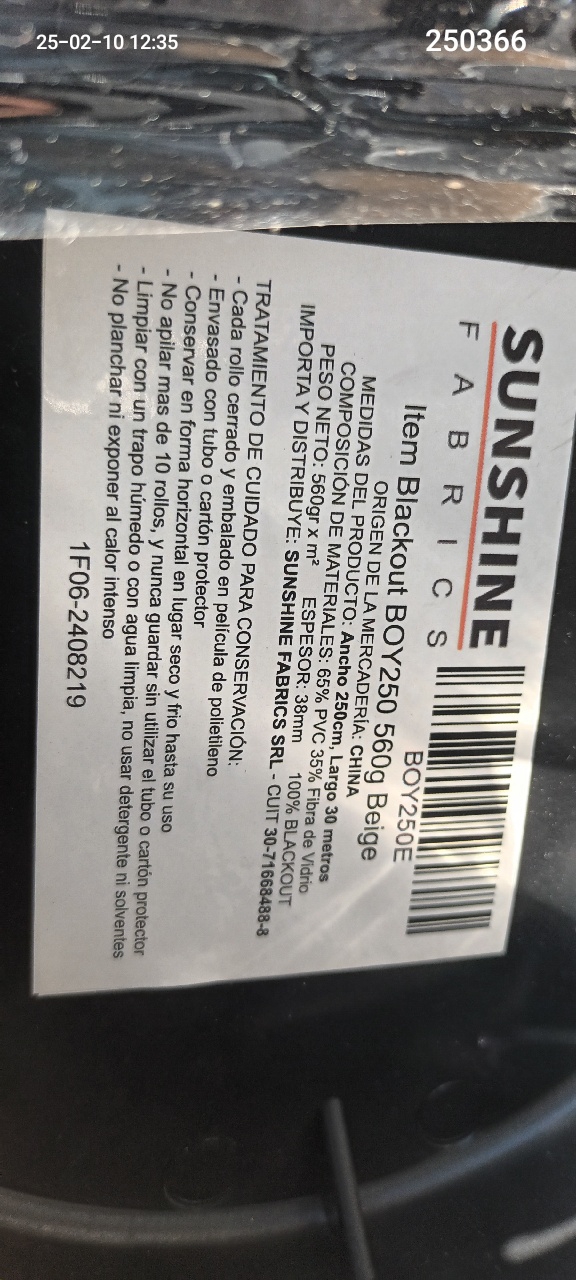 25-02-10 12:35
250366
SUNSHINE
FABRICS
BOY250E
Item Blackout BOY250 560g Beige
ORIGEN DE LA MERCADERÍA: CHINA
MEDIDAS DEL PRODUCTO: Ancho 250cm, Largo 30 metros
COMPOSICIÓN DE MATERIALES: 65% PVC 35% Fibra de Vidrio
PESO NETO: 560gr x m² ESPESOR: 38mm 100% BLACKOUT
IMPORTA Y DISTRIBUYE: SUNSHINE FABRICS SRL - CUIT 30-71668488-8
TRATAMIENTO DE CUIDADO PARA CONSERVACIÓN:
- Cada rollo cerrado y embalado en película de polietileno
- Envasado con tubo o cartón protector
- Conservar en forma horizontal en lugar seco y frio hasta su uso
- No apilar mas de 10 rollos, y nunca guardar sin utilizar el tubo o cartón protector
- Limpiar con un trapo húmedo o con agua limpia, no usar detergente ni solventes
- No planchar ni exponer al calor intenso
1F06-2408219